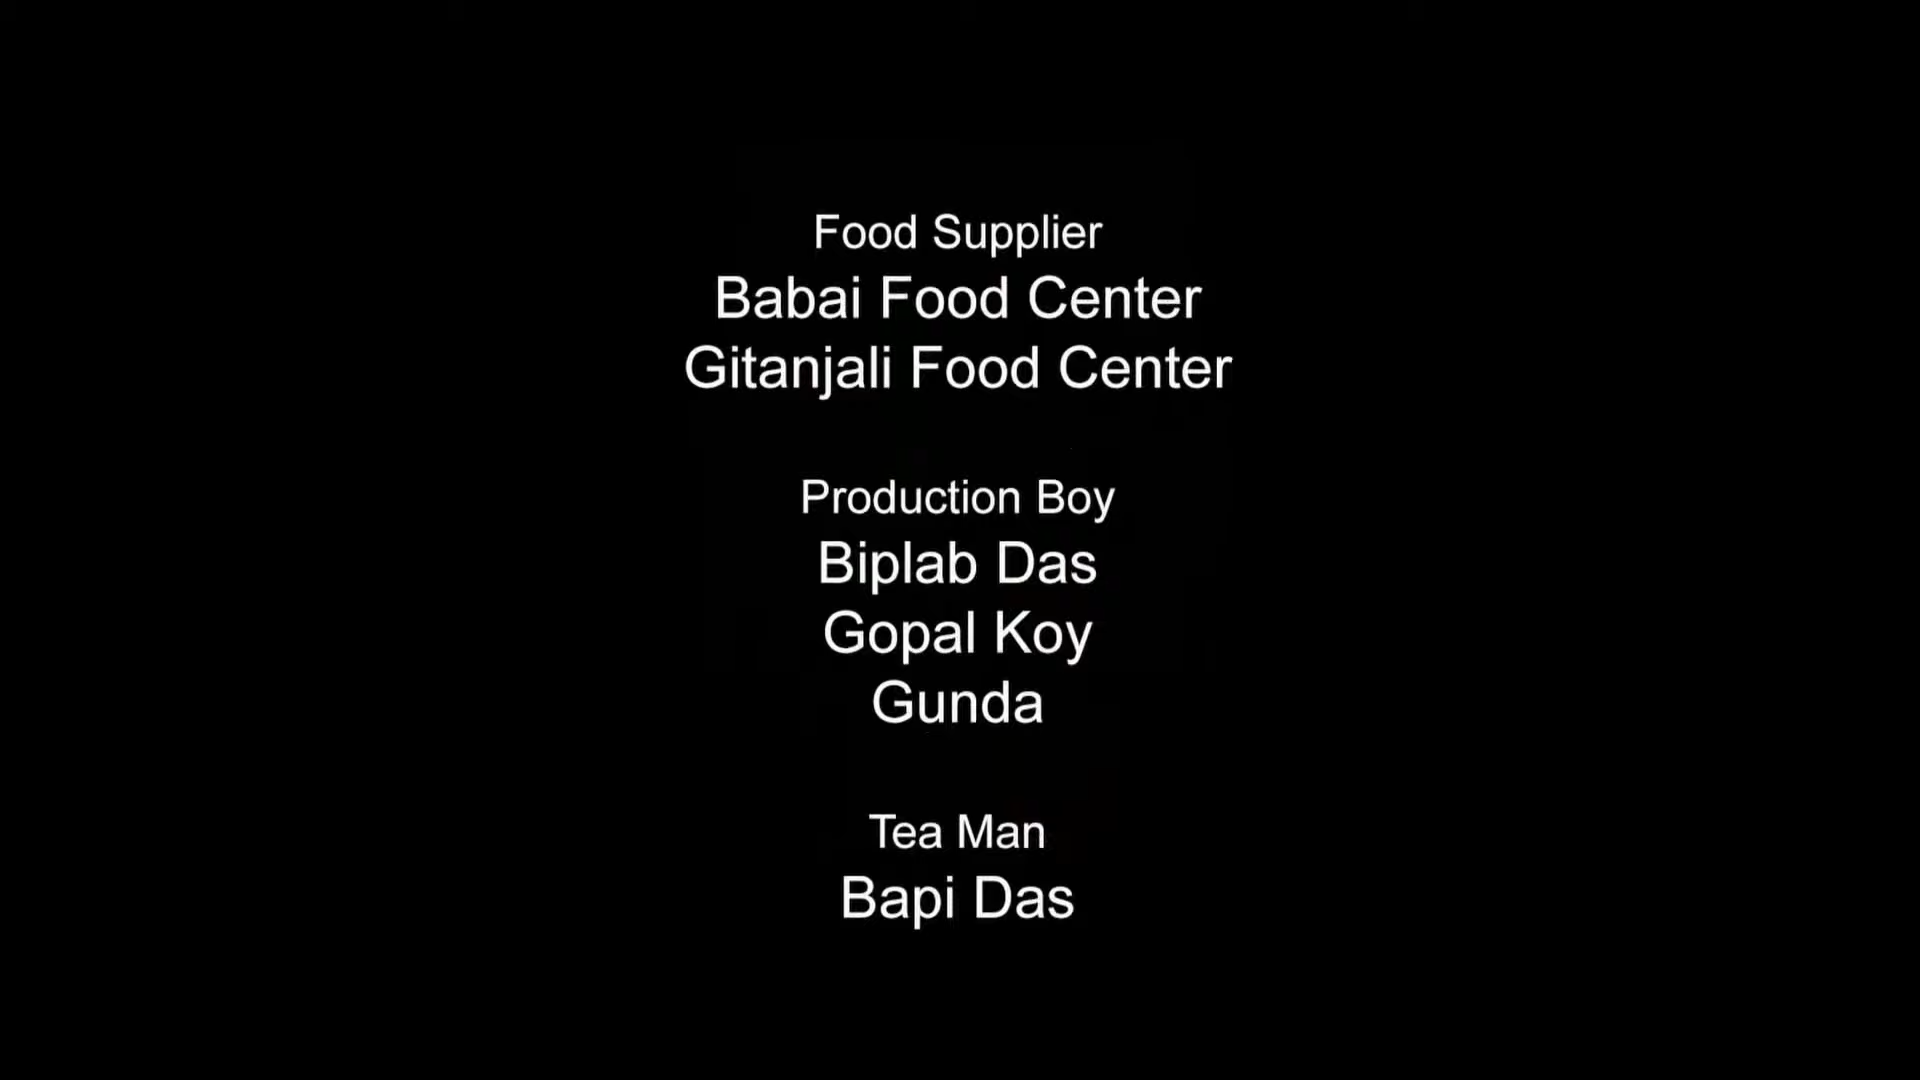 Food Supplier
Babai Food Center
Gitanjali Food Center
Production Boy
Biplab Das
Gopal Koy
Gunda
Tea Man
Bapi Das